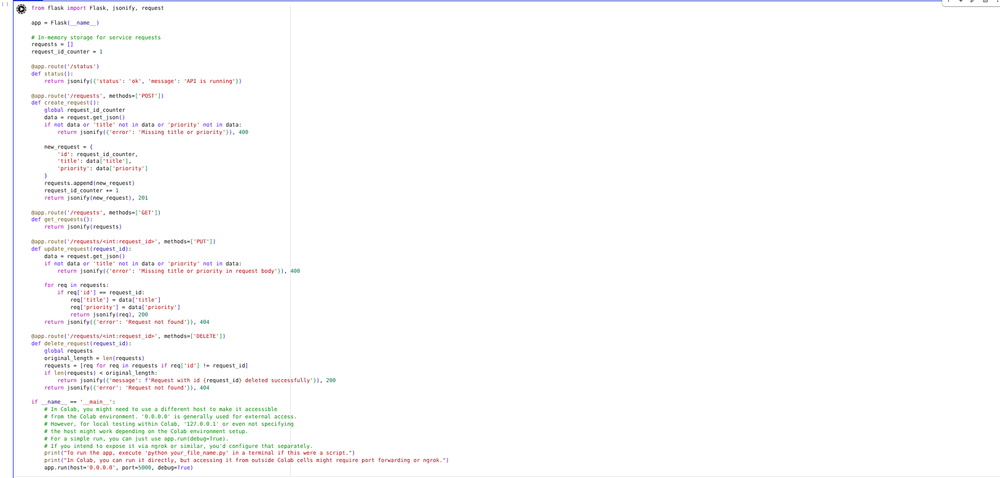 [ ]
from flask import Flask, jsonify, request

app = Flask(__name__)

# In-memory storage for service requests
requests = []
request_id_counter = 1

@app.route('/status')
def status():
    return jsonify({'status': 'ok', 'message': 'API is running'})

@app.route('/requests', methods=['POST'])
def create_request():
    global request_id_counter
    data = request.get_json()
    if not data or 'title' not in data or 'priority' not in data:
        return jsonify({'error': 'Missing title or priority'}), 400

    new_request = {
        'id': request_id_counter,
        'title': data['title'],
        'priority': data['priority']
    }
    requests.append(new_request)
    request_id_counter += 1
    return jsonify(new_request), 201

@app.route('/requests', methods=['GET'])
def get_requests():
    return jsonify(requests)

@app.route('/requests/<int:request_id>', methods=['PUT'])
def update_request(request_id):
    data = request.get_json()
    if not data or 'title' not in data or 'priority' not in data:
        return jsonify({'error': 'Missing title or priority in request body'}), 400

    for req in requests:
        if req['id'] == request_id:
            req['title'] = data['title']
            req['priority'] = data['priority']
            return jsonify(req), 200
    return jsonify({'error': 'Request not found'}), 404

@app.route('/requests/<int:request_id>', methods=['DELETE'])
def delete_request(request_id):
    global requests
    original_length = len(requests)
    requests = [req for req in requests if req['id'] != request_id]
    if len(requests) < original_length:
        return jsonify({'message': f'Request with id {request_id} deleted successfully'}), 200
    return jsonify({'error': 'Request not found'}), 404

if __name__ == '__main__':
    # In Colab, you might need to use a different host to make it accessible
    # from the Colab environment. '0.0.0.0' is generally used for external access.
    # However, for local testing within Colab, '127.0.0.1' or even not specifying
    # the host might work depending on the Colab environment setup.
    # For a simple run, you can just use app.run(debug=True).
    # If you intend to expose it via ngrok or similar, you'd configure that separately.
    print("To run the app, execute 'python your_file_name.py' in a terminal if this were a script.")
    print("In Colab, you can run it directly, but accessing it from outside Colab cells might require port forwarding or ngrok.")
    app.run(host='0.0.0.0', port=5000, debug=True)